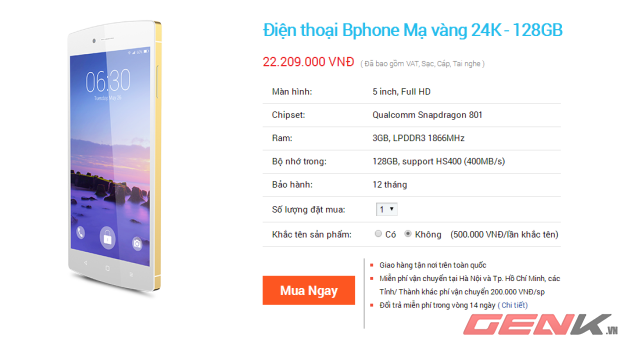 Điện thoại Bphone Mạ vàng 24K - 128GB
22.209.000 VNĐ ( Đã bao gồm VAT, Sạc, Cáp, Tai nghe )
Màn hình: 5 inch, Full HD
Chipset: Qualcomm Snapdragon 801
Ram: 3GB, LPDDR3 1866MHz
Bộ nhớ trong: 128GB, support HS400 (400MB/s)
Bảo hành: 12 tháng
Số lượng đặt mua: 1
Khắc tên sản phẩm: Có Không (500.000 VNĐ/lần khắc tên)
Mua Ngay
Giao hàng tận nơi trên toàn quốc
Miễn phí vận chuyển tại Hà Nội và Tp. Hồ Chí Minh, các
Tỉnh/ Thành khác phí vận chuyển 200.000 VNĐ/sp
Đổi trả miễn phí trong vòng 14 ngày ( Chi tiết)
02:07
GENK.VN